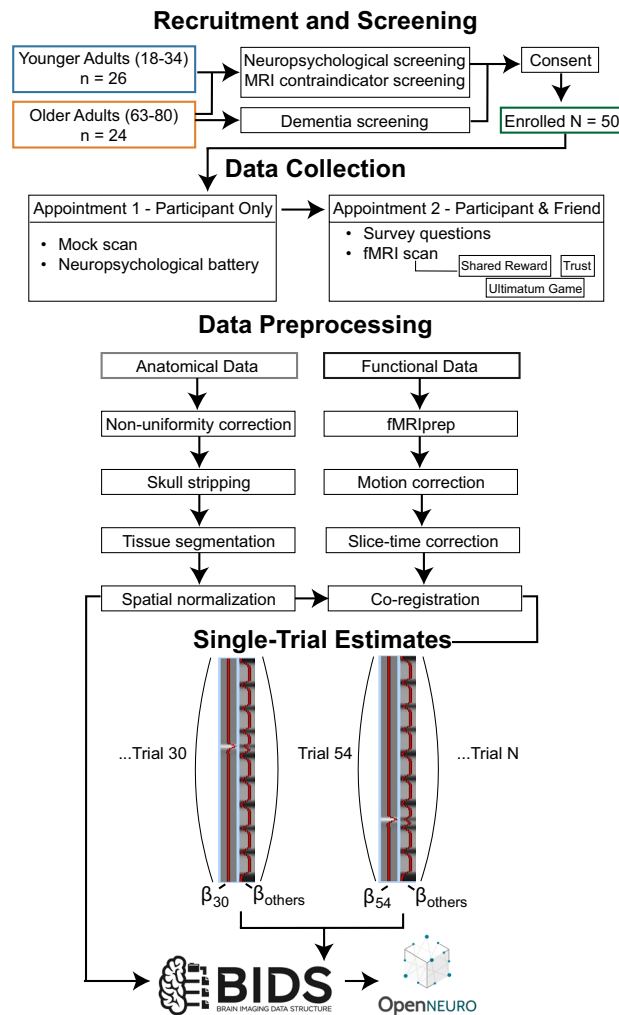 Recruitment and Screening
Younger Adults (18-34)
n = 26
Older Adults (63-80)
n = 24
Neuropsychological screening
MRI contraindicator screening
Dementia screening
Consent
Enrolled N = 50
Data Collection
Appointment 1 - Participant Only
• Mock scan
• Neuropsychological battery
Appointment 2 - Participant & Friend
• Survey questions
• fMRI scan
Shared Reward
Trust
Ultimatum Game
Data Preprocessing
Anatomical Data
Non-uniformity correction
Skull stripping
Tissue segmentation
Spatial normalization
Functional Data
fMRIprep
Motion correction
Slice-time correction
Co-registration
Single-Trial Estimates
...Trial 30
Trial 54
...Trial N
β30
βothers
β54
βothers
BIDS
BRAIN IMAGING DATA STRUCTURE
OpenNEURO